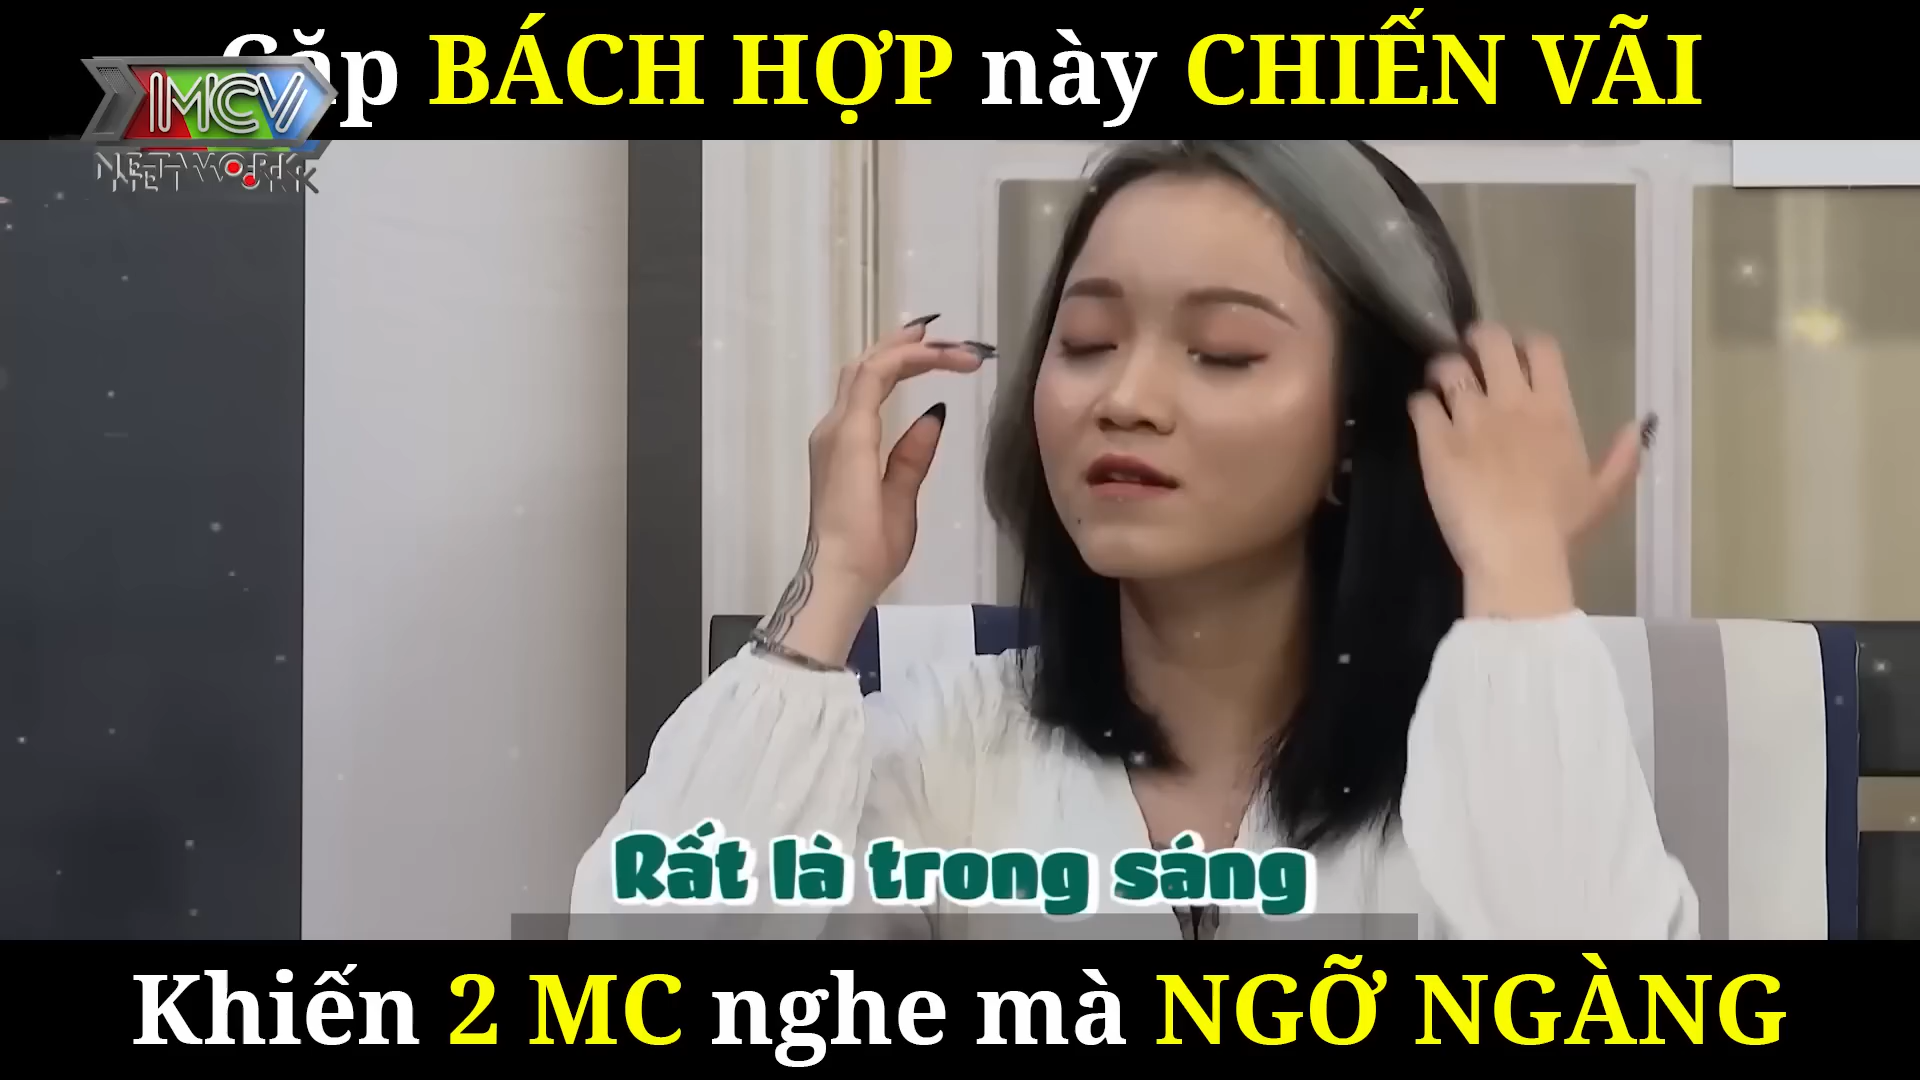 Cặp BÁCH HỢP này CHIẾN VÃI
MCV
NETWORK
Rất là trong sáng
Khiến 2 MC nghe mà NGỠ NGÀNG